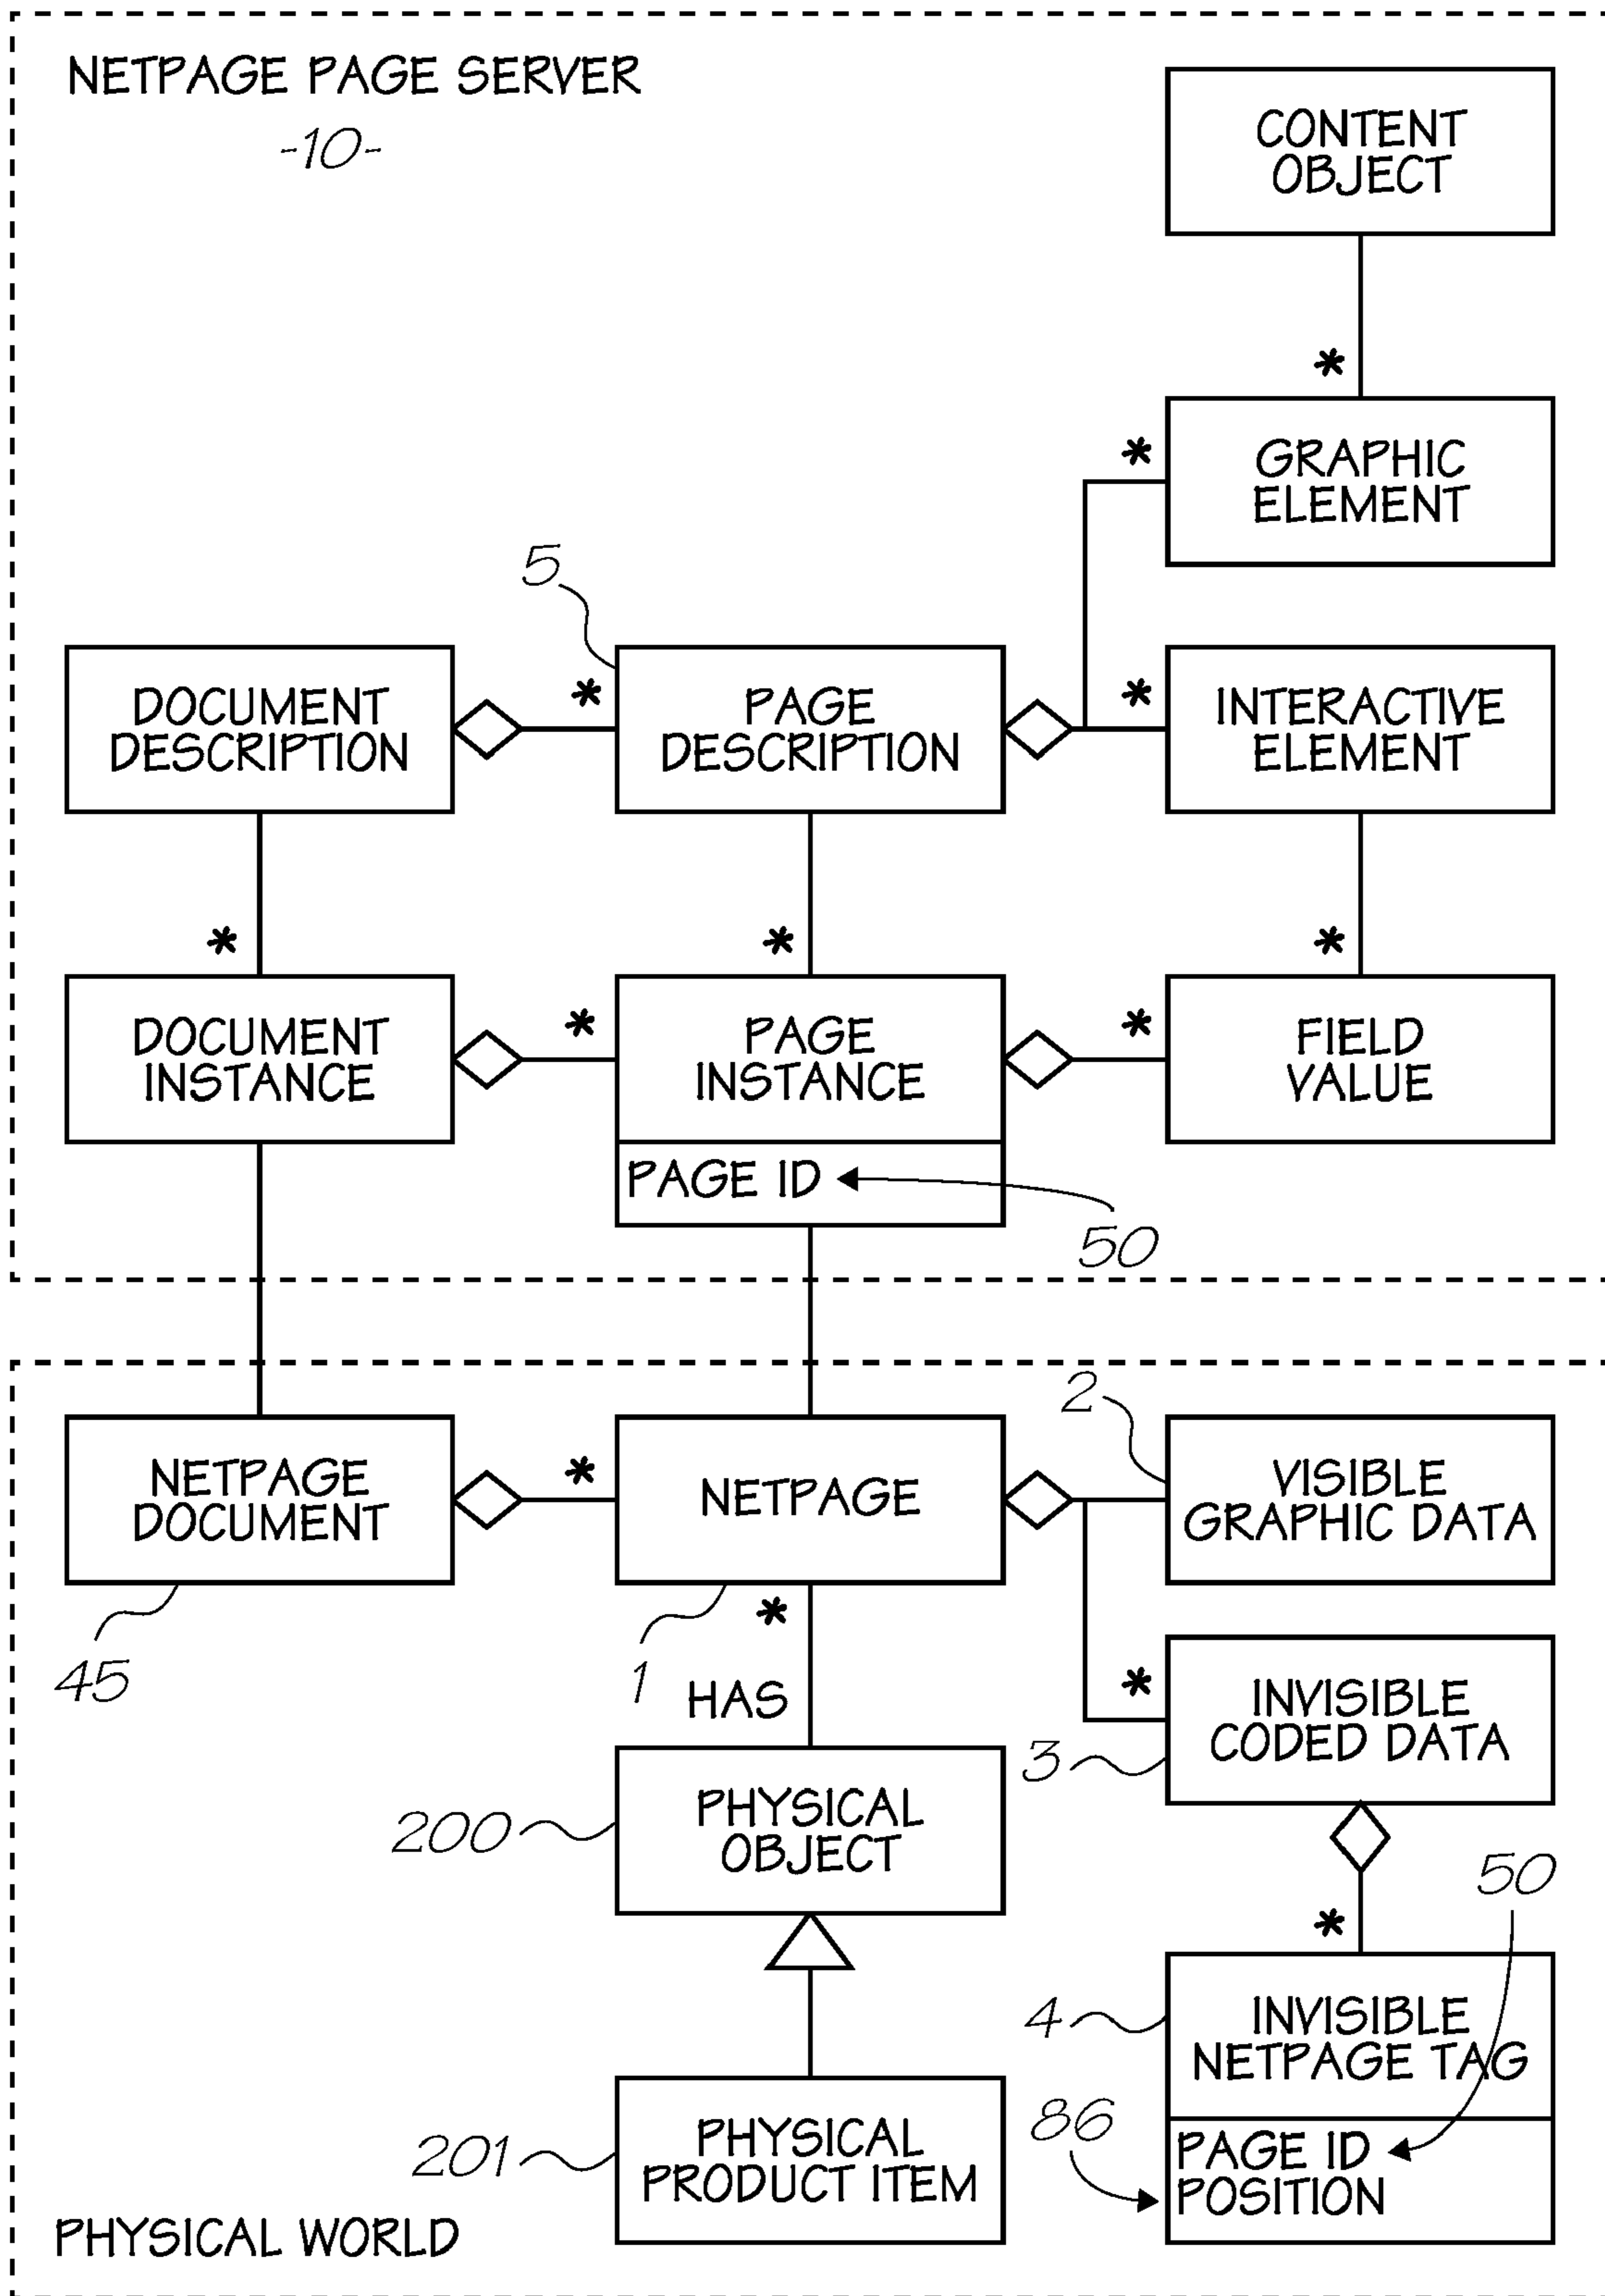 NETPAGE PAGE SERVER
-10-
CONTENT
OBJECT
*
*
GRAPHIC
ELEMENT
5
DOCUMENT
DESCRIPTION
*
PAGE
DESCRIPTION
*
INTERACTIVE
ELEMENT
*
*
*
DOCUMENT
INSTANCE
*
PAGE
INSTANCE
*
FIELD
VALUE
PAGE ID
50
2
NETPAGE
DOCUMENT
*
NETPAGE
VISIBLE
GRAPHIC DATA
45
1
*
HAS
*
INVISIBLE
CODED DATA
3
200
PHYSICAL
OBJECT
50
*
4
INVISIBLE
NETPAGE TAG
86
PAGE ID
POSITION
201
PHYSICAL
PRODUCT ITEM
PHYSICAL WORLD